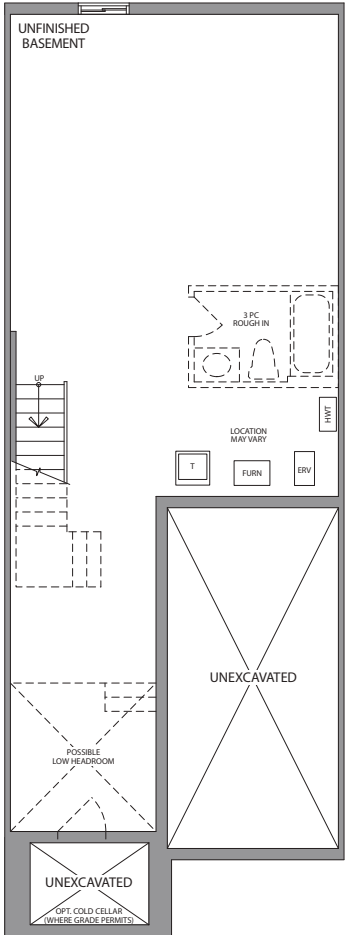 UNFINISHED
BASEMENT
3 PC
ROUGH IN
UP
HWT
LOCATION
MAY VARY
T
FURN
ERV
UNEXCAVATED
POSSIBLE
LOW HEADROOM
UNEXCAVATED
OPT. COLD CELLAR
(WHERE GRADE PERMITS)